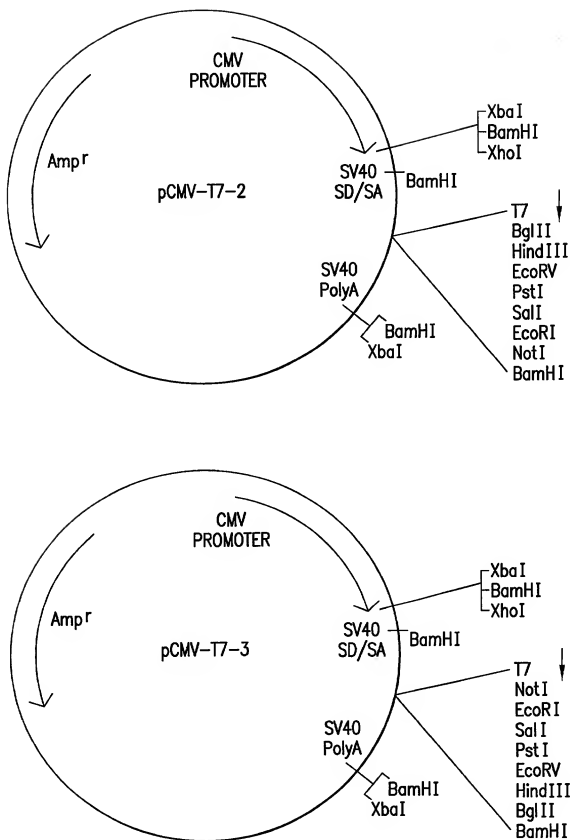 CMV
PROMOTER
Amp r
XbaI
BamHI
XhoI
SV40
SD/SA
BamHI
pCMV-T7-2
T7
BglII
HindIII
EcoRV
PstI
SalI
EcoRI
NotI
BamHI
SV40
PolyA
BamHI
XbaI
CMV
PROMOTER
Amp r
XbaI
BamHI
XhoI
SV40
SD/SA
BamHI
pCMV-T7-3
T7
NotI
EcoRI
SalI
PstI
EcoRV
HindIII
BglII
BamHI
SV40
PolyA
BamHI
XbaI